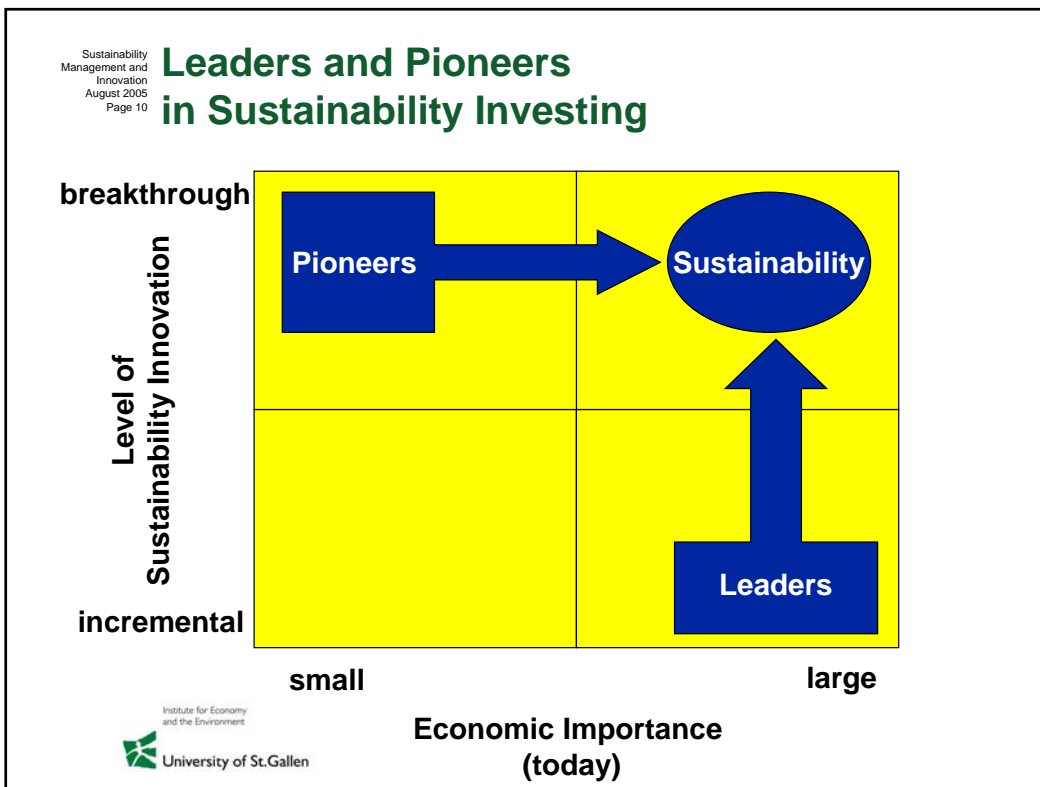 Sustainability
Management and
Innovation
August 2005
Page 10
Leaders and Pioneers
in Sustainability Investing
breakthrough
Pioneers
Sustainability
Level of
Sustainability Innovation
Leaders
incremental
small
large
Economic Importance
(today)
Institute for Economy
and the Environment
University of St.Gallen